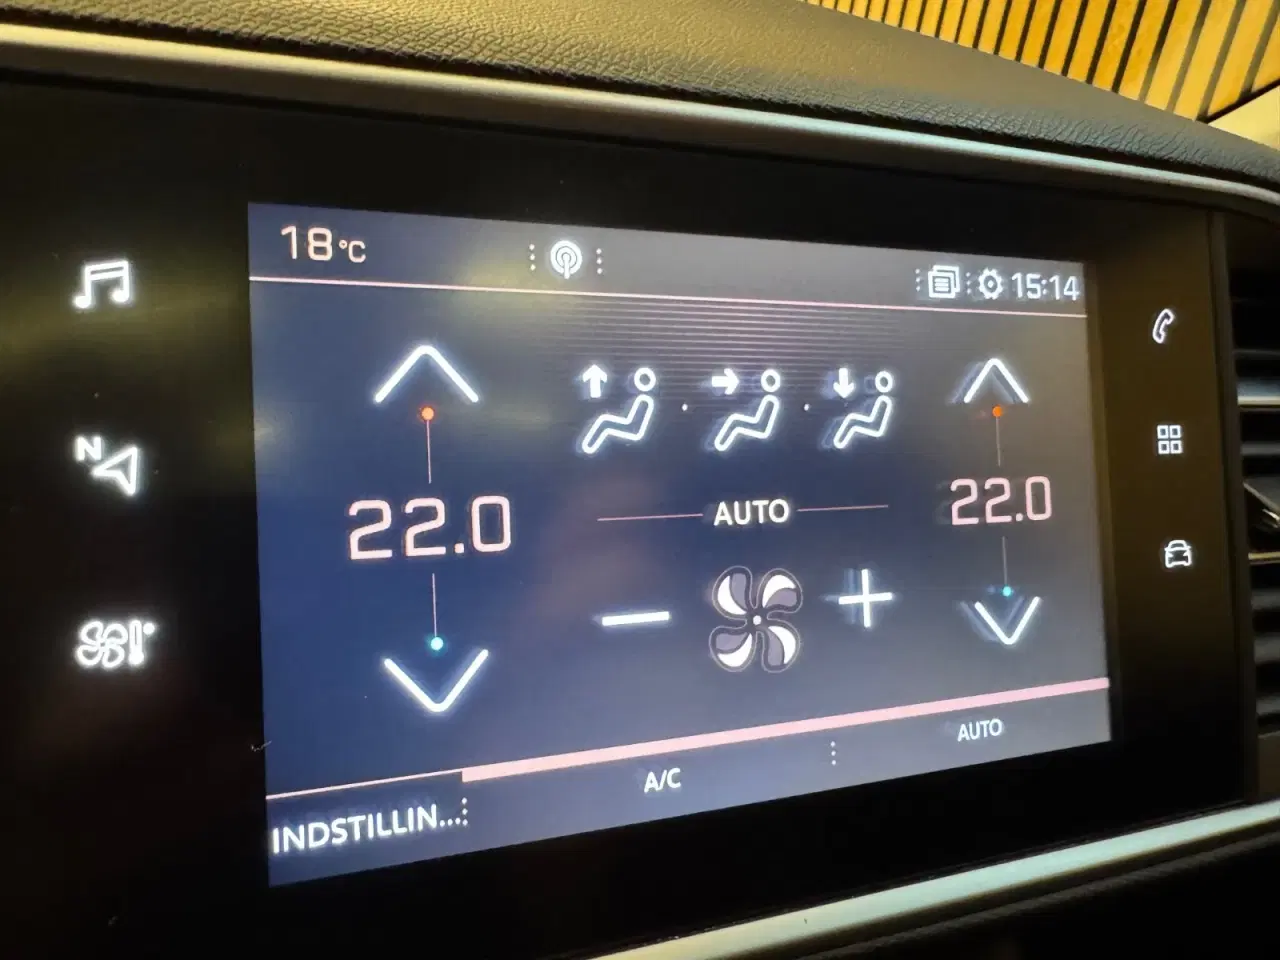 18°C
15:14
N
22.0
AUTO
22.0
A/C
AUTO
INDSTILLIN...